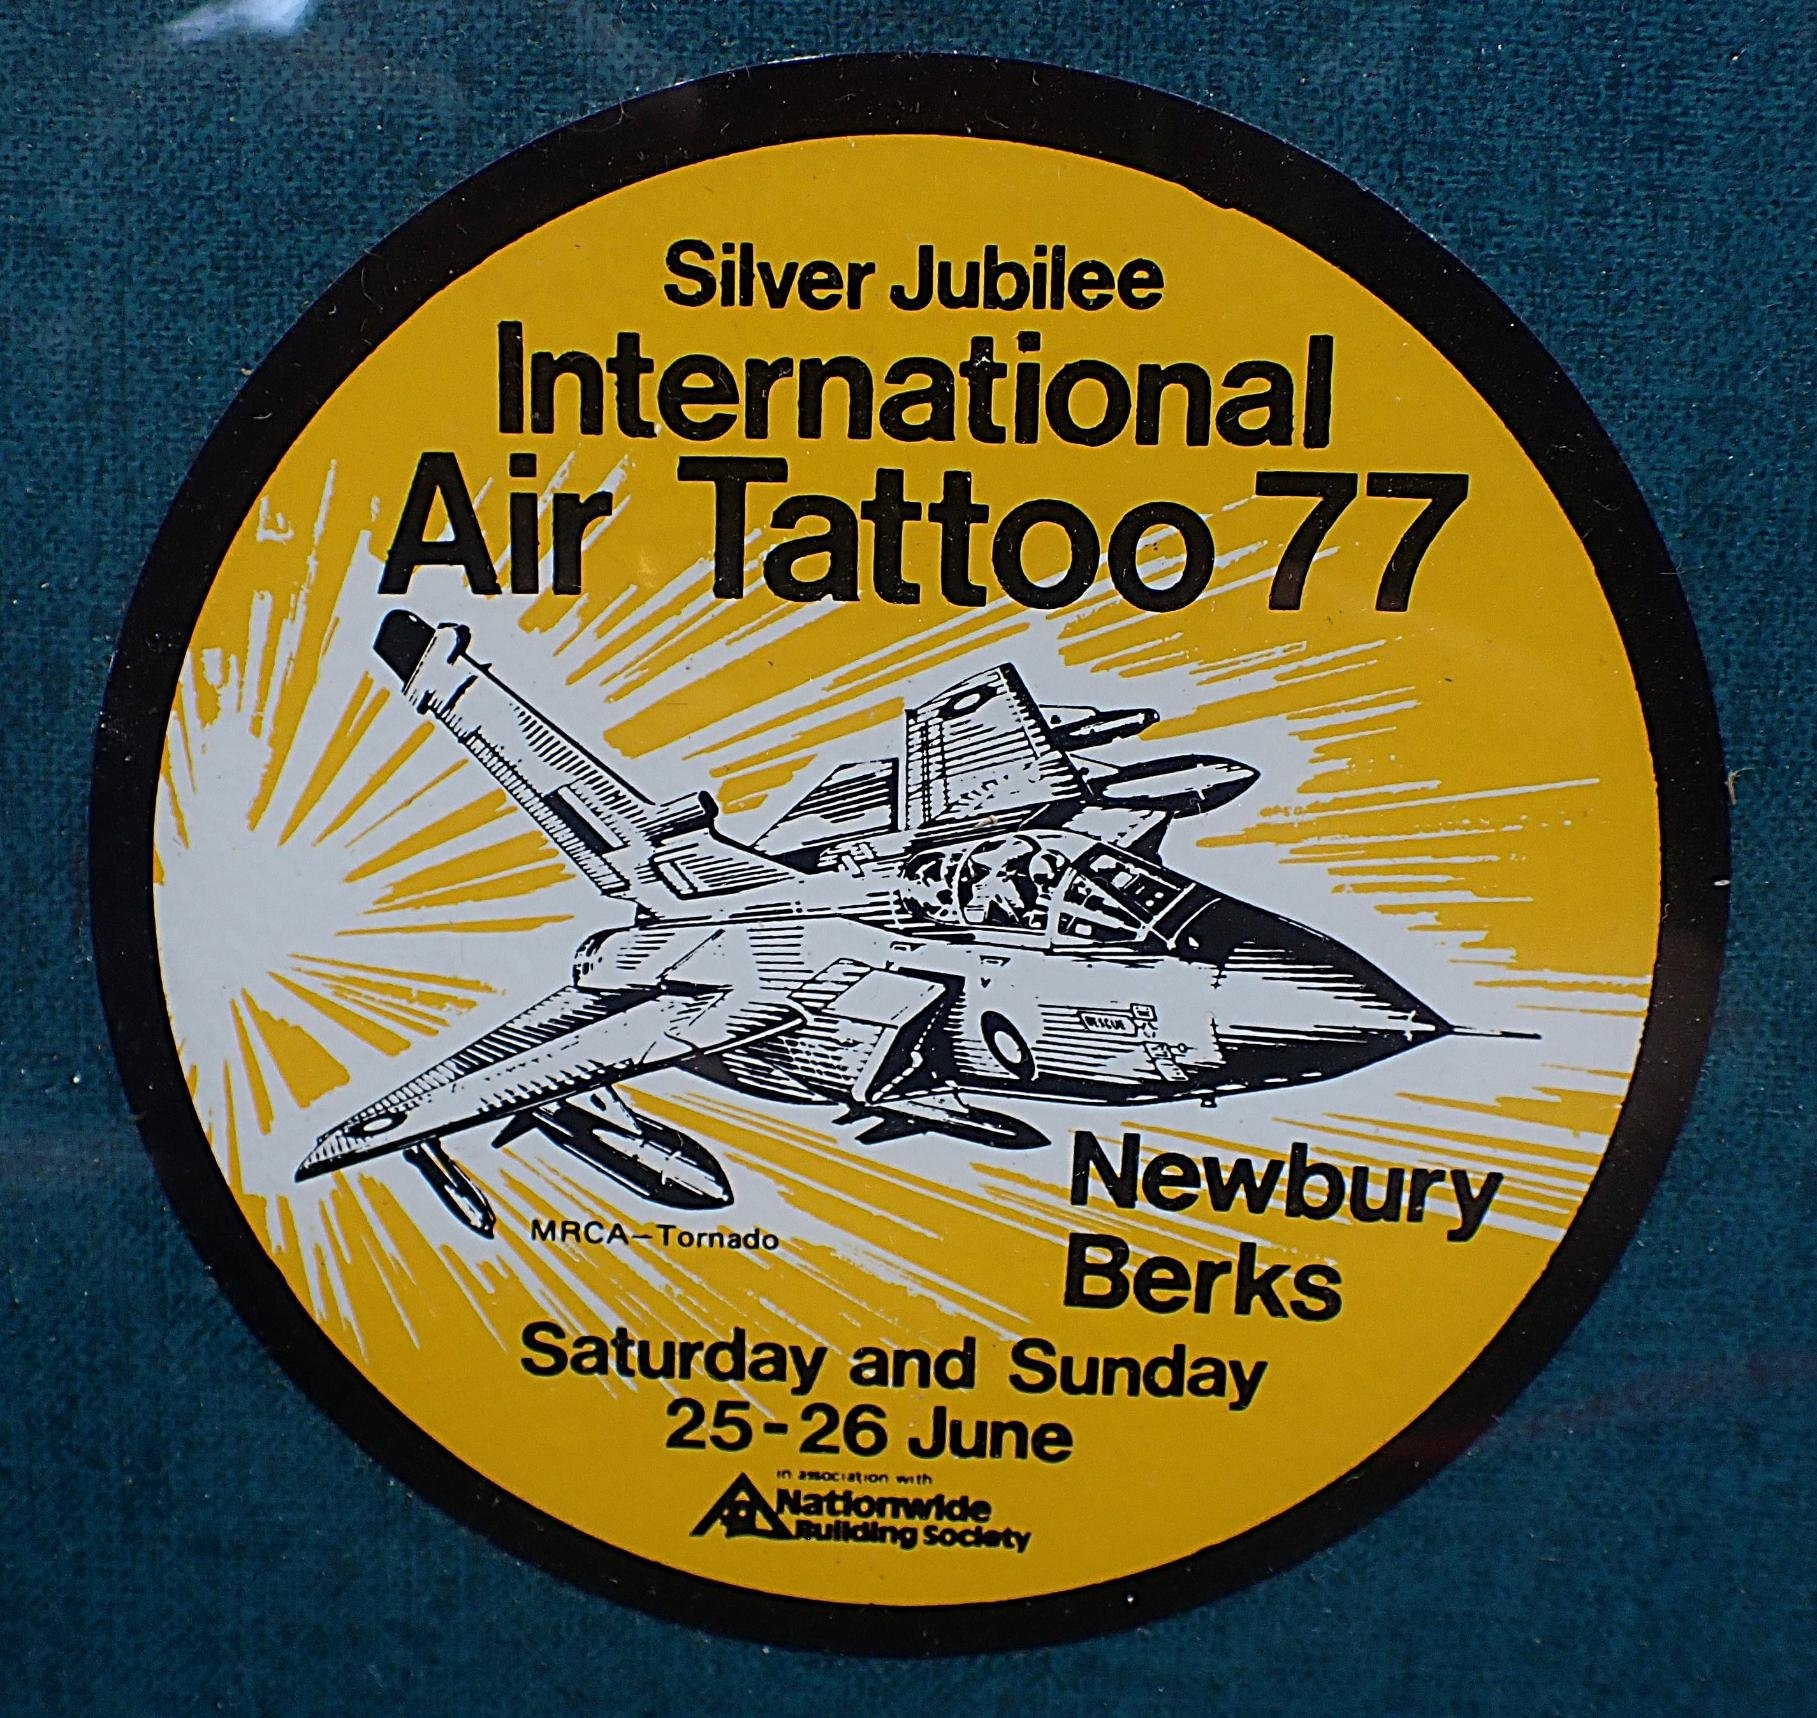 Silver Jubilee
International
Air Tattoo 77
RESCUE
Newbury
Berks
MRCA–Tornado
Saturday and Sunday
25-26 June
in association with
Nationwide
Building Society